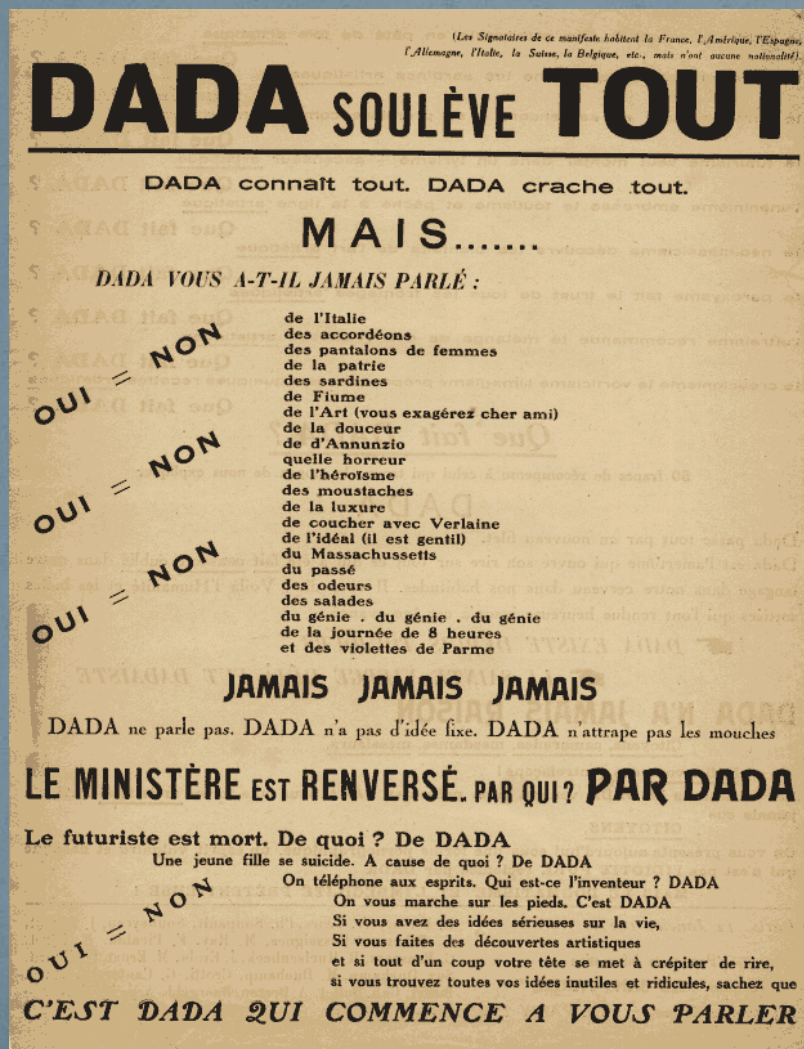 (Les Signataires de ce manifeste habitent la France, l'Amérique, l'Espagne,
l'Allemagne, l'Italie, la Suisse, la Belgique, etc., mais n'ont aucune nationalité).
DADA SOULÈVE TOUT
DADA connaît tout. DADA crache tout.
MAIS.......
DADA VOUS A-T-IL JAMAIS PARLÉ :
de l'Italie
des accordéons
des pantalons de femmes
de la patrie
des sardines
de Fiume
de l'Art (vous exagérez cher ami)
de la douceur
de d'Annunzio
quelle horreur
de l'héroïsme
des moustaches
de la luxure
de coucher avec Verlaine
de l'idéal (il est gentil)
du Massachussetts
du passé
des odeurs
des salades
du génie . du génie . du génie
de la journée de 8 heures
et des violettes de Parme
OUI = NON
OUI = NON
OUI = NON
JAMAIS JAMAIS JAMAIS
DADA ne parle pas. DADA n'a pas d'idée fixe. DADA n'attrape pas les mouches
LE MINISTÈRE EST RENVERSÉ. PAR QUI ? PAR DADA
Le futuriste est mort. De quoi ? De DADA
Une jeune fille se suicide. A cause de quoi ? De DADA
On téléphone aux esprits. Qui est-ce l'inventeur ? DADA
On vous marche sur les pieds. C'est DADA
Si vous avez des idées sérieuses sur la vie,
Si vous faites des découvertes artistiques
et si tout d'un coup votre tête se met à crépiter de rire,
si vous trouvez toutes vos idées inutiles et ridicules, sachez que
OUI = NON
C'EST DADA QUI COMMENCE A VOUS PARLER